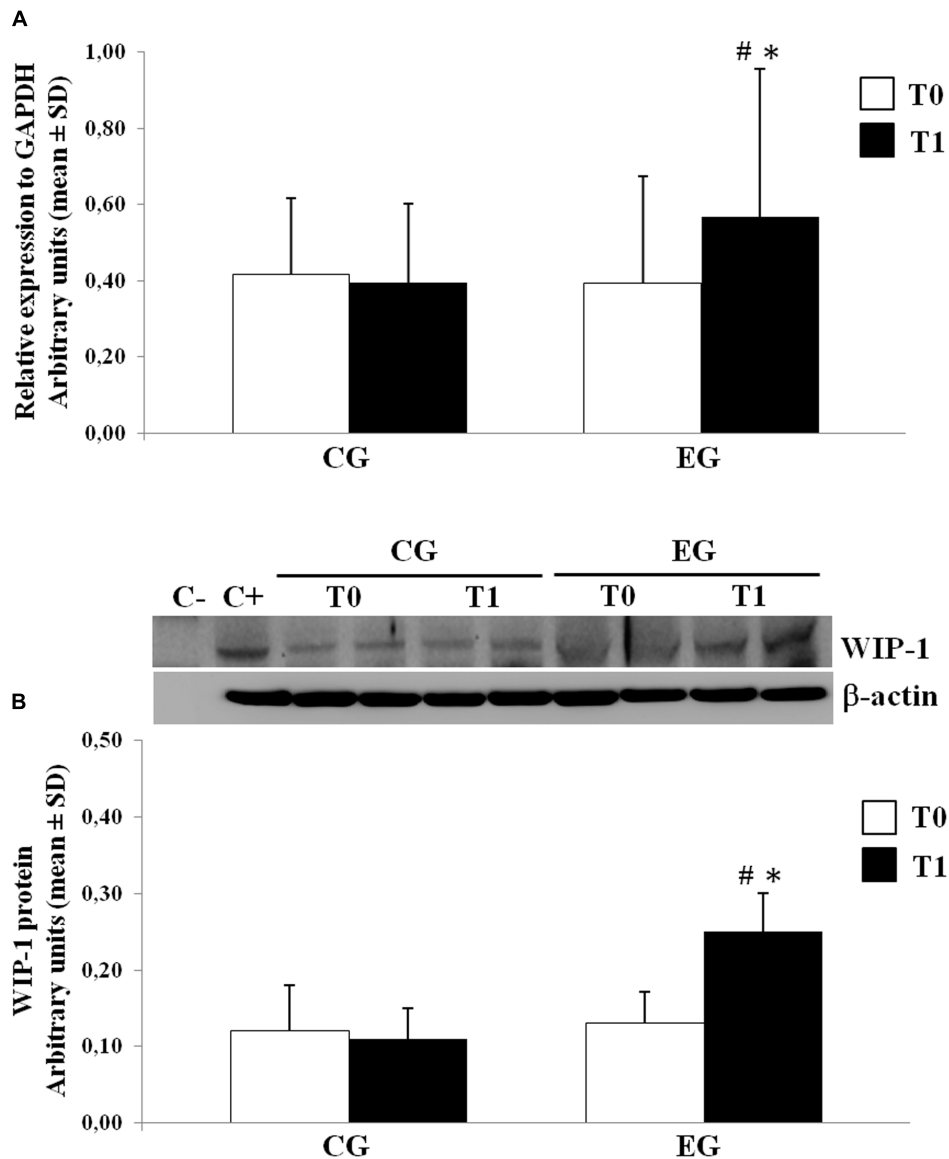 A
Relative expression to GAPDH
Arbitrary units (mean ± SD)
1,00
0,80
0,60
0,40
0,20
0,00
# *
T0
T1
CG
EG
CG
EG
C-
C+
T0
T1
T0
T1
WIP-1
β-actin
B
WIP-1 protein
Arbitrary units (mean ± SD)
0,50
0,40
0,30
0,20
0,10
0,00
# *
T0
T1
CG
EG